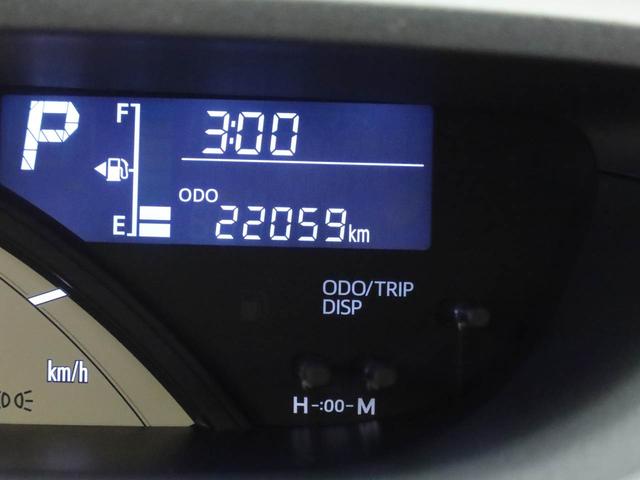 P
F
3:00
ODO
E
22059km
ODO/TRIP
DISP
km/h
H-:00-M